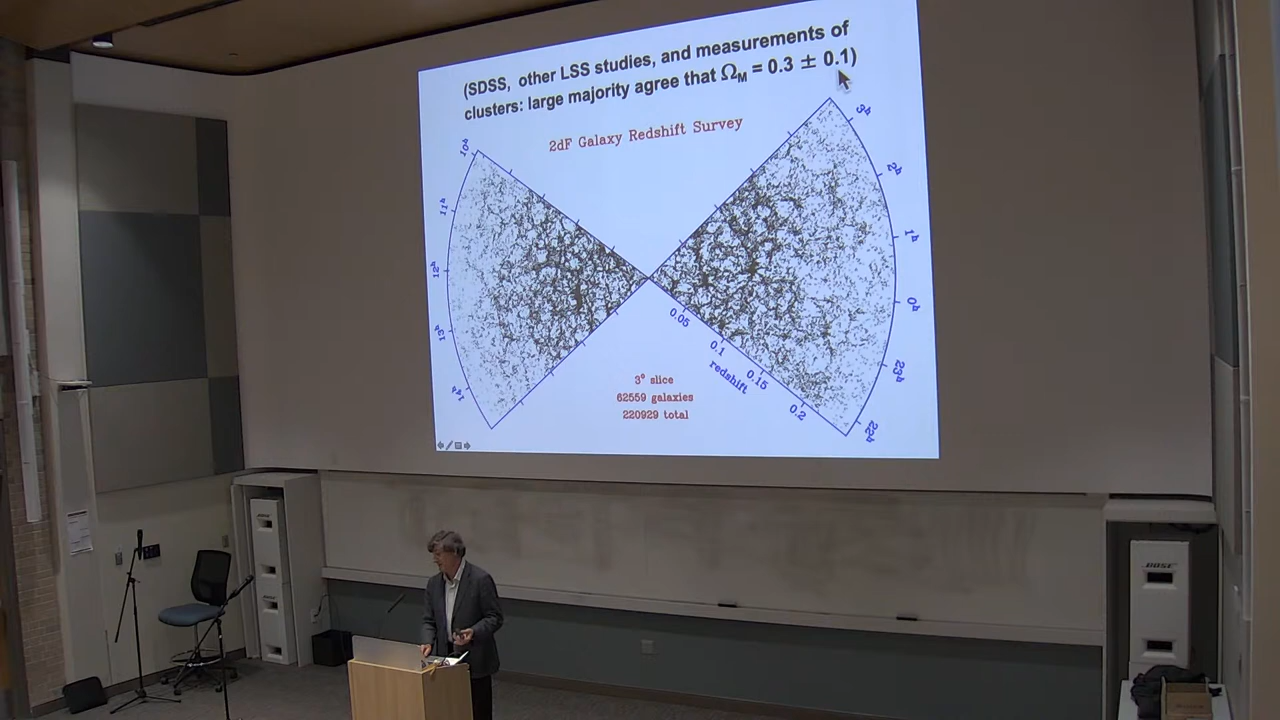 (SDSS, other LSS studies, and measurements of
clusters: large majority agree that ΩM = 0.3 ± 0.1)
2dF Galaxy Redshift Survey
10h
11h
12h
13h
14h
3h
2h
1h
0h
23h
22h
0.05
0.1
0.15
0.2
redshift
3° slice
62559 galaxies
220929 total
BOSE